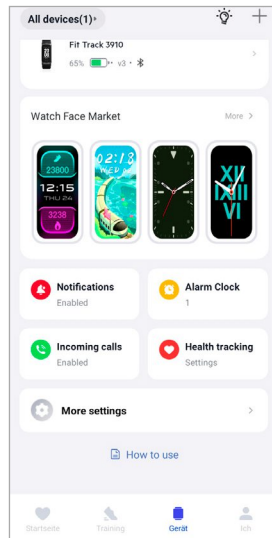 All devices(1)
Fit Track 3910
65% v3
Watch Face Market
More >
23800
12:15
THU 24
3238
02:18
WED
XII
IXIII
VI
Notifications
Enabled
Alarm Clock
1
Incoming calls
Enabled
Health tracking
Settings
More settings
How to use
Startseite
Training
Gerät
Ich